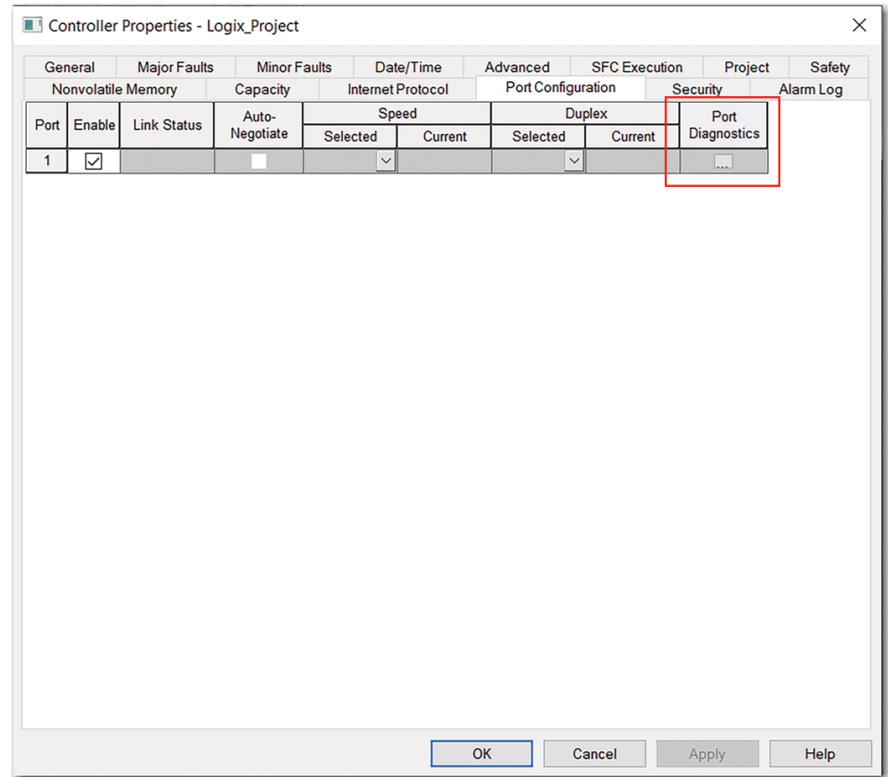 Controller Properties - Logix_Project
General Major Faults Minor Faults Date/Time Advanced SFC Execution Project Safety
Nonvolatile Memory Capacity Internet Protocol Port Configuration Security Alarm Log
Port Enable Link Status Auto-Negotiate Speed Duplex Port Diagnostics
Selected Current Selected Current
1 ...
OK Cancel Apply Help